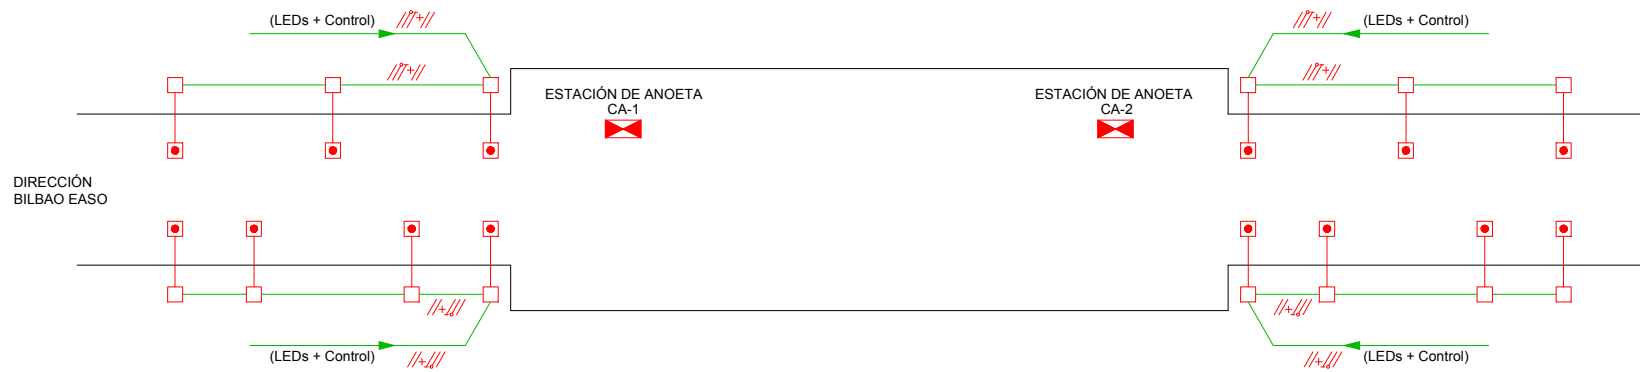 (LEDs + Control)
(LEDs + Control)
ESTACIÓN DE ANOETA
CA-1
ESTACIÓN DE ANOETA
CA-2
DIRECCIÓN
BILBAO EASO
(LEDs + Control)
(LEDs + Control)